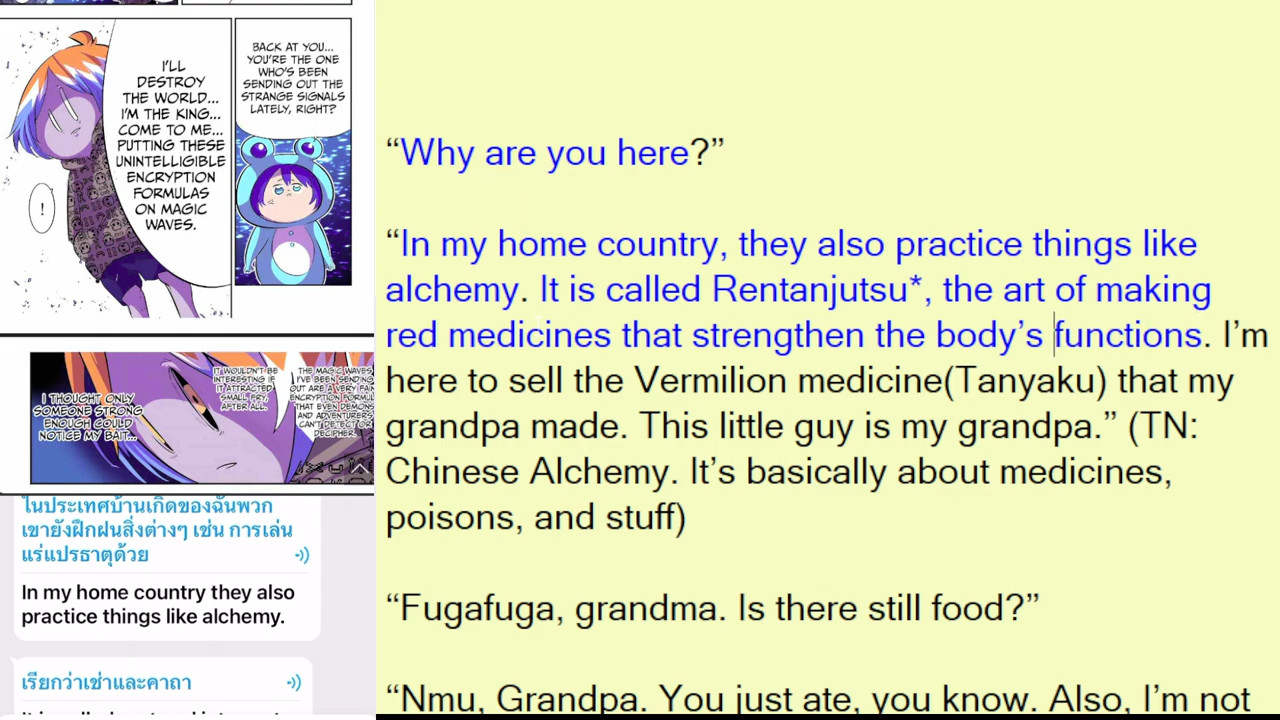 I'LL
DESTROY
THE WORLD...
I'M THE KING...
COME TO ME...
PUTTING THESE
UNINTELLIGIBLE
ENCRYPTION
FORMULAS
ON MAGIC
WAVES.
!
BACK AT YOU...
YOU'RE THE ONE
WHO'S BEEN
SENDING OUT THE
STRANGE SIGNALS
LATELY, RIGHT?
I THOUGHT ONLY
SOMEONE STRONG
ENOUGH COULD
NOTICE MY BAIT...
IT WOULDN'T BE
INTERESTING IF
IT ATTRACTED
SMALL FRY,
AFTER ALL.
THE MAGIC WAVES
I'VE BEEN SENDING
OUT ARE A VERY
ENCRYPTION
THAT EVEN DEMONS
AND ADVENTURERS
CAN'T DETECT OR
DECIPHER.
ในประเทศบ้านเกิดของฉันพวก
เขายังฝึกฝนสิ่งต่างๆ เช่น การเล่น
แร่แปรธาตุด้วย
In my home country they also
practice things like alchemy.
เรียกว่าเช่าและคาถา
“Why are you here?”
“In my home country, they also practice things like
alchemy. It is called Rentanjutsu*, the art of making
red medicines that strengthen the body’s functions. I’m
here to sell the Vermilion medicine(Tanyaku) that my
grandpa made. This little guy is my grandpa.” (TN:
Chinese Alchemy. It’s basically about medicines,
poisons, and stuff)
“Fugafuga, grandma. Is there still food?”
“Nmu, Grandpa. You just ate, you know. Also, I’m not